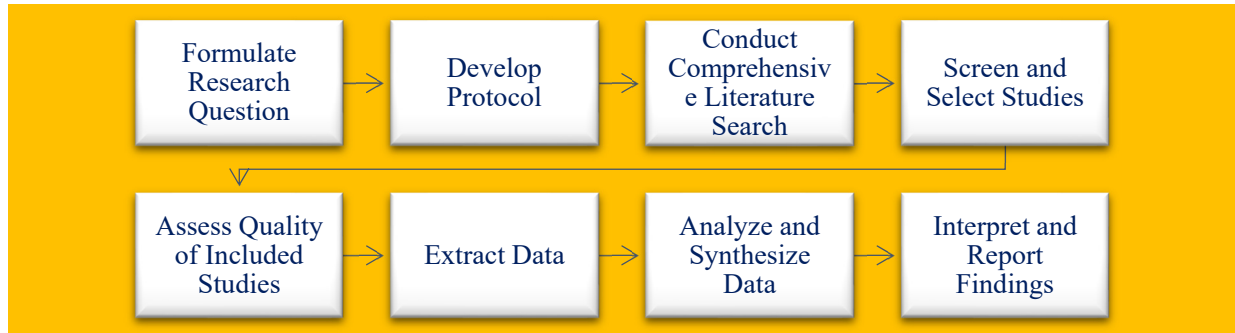 Formulate
Research
Question
Develop
Protocol
Conduct
Comprehensiv
e Literature
Search
Screen and
Select Studies
Assess Quality
of Included
Studies
Extract Data
Analyze and
Synthesize
Data
Interpret and
Report
Findings